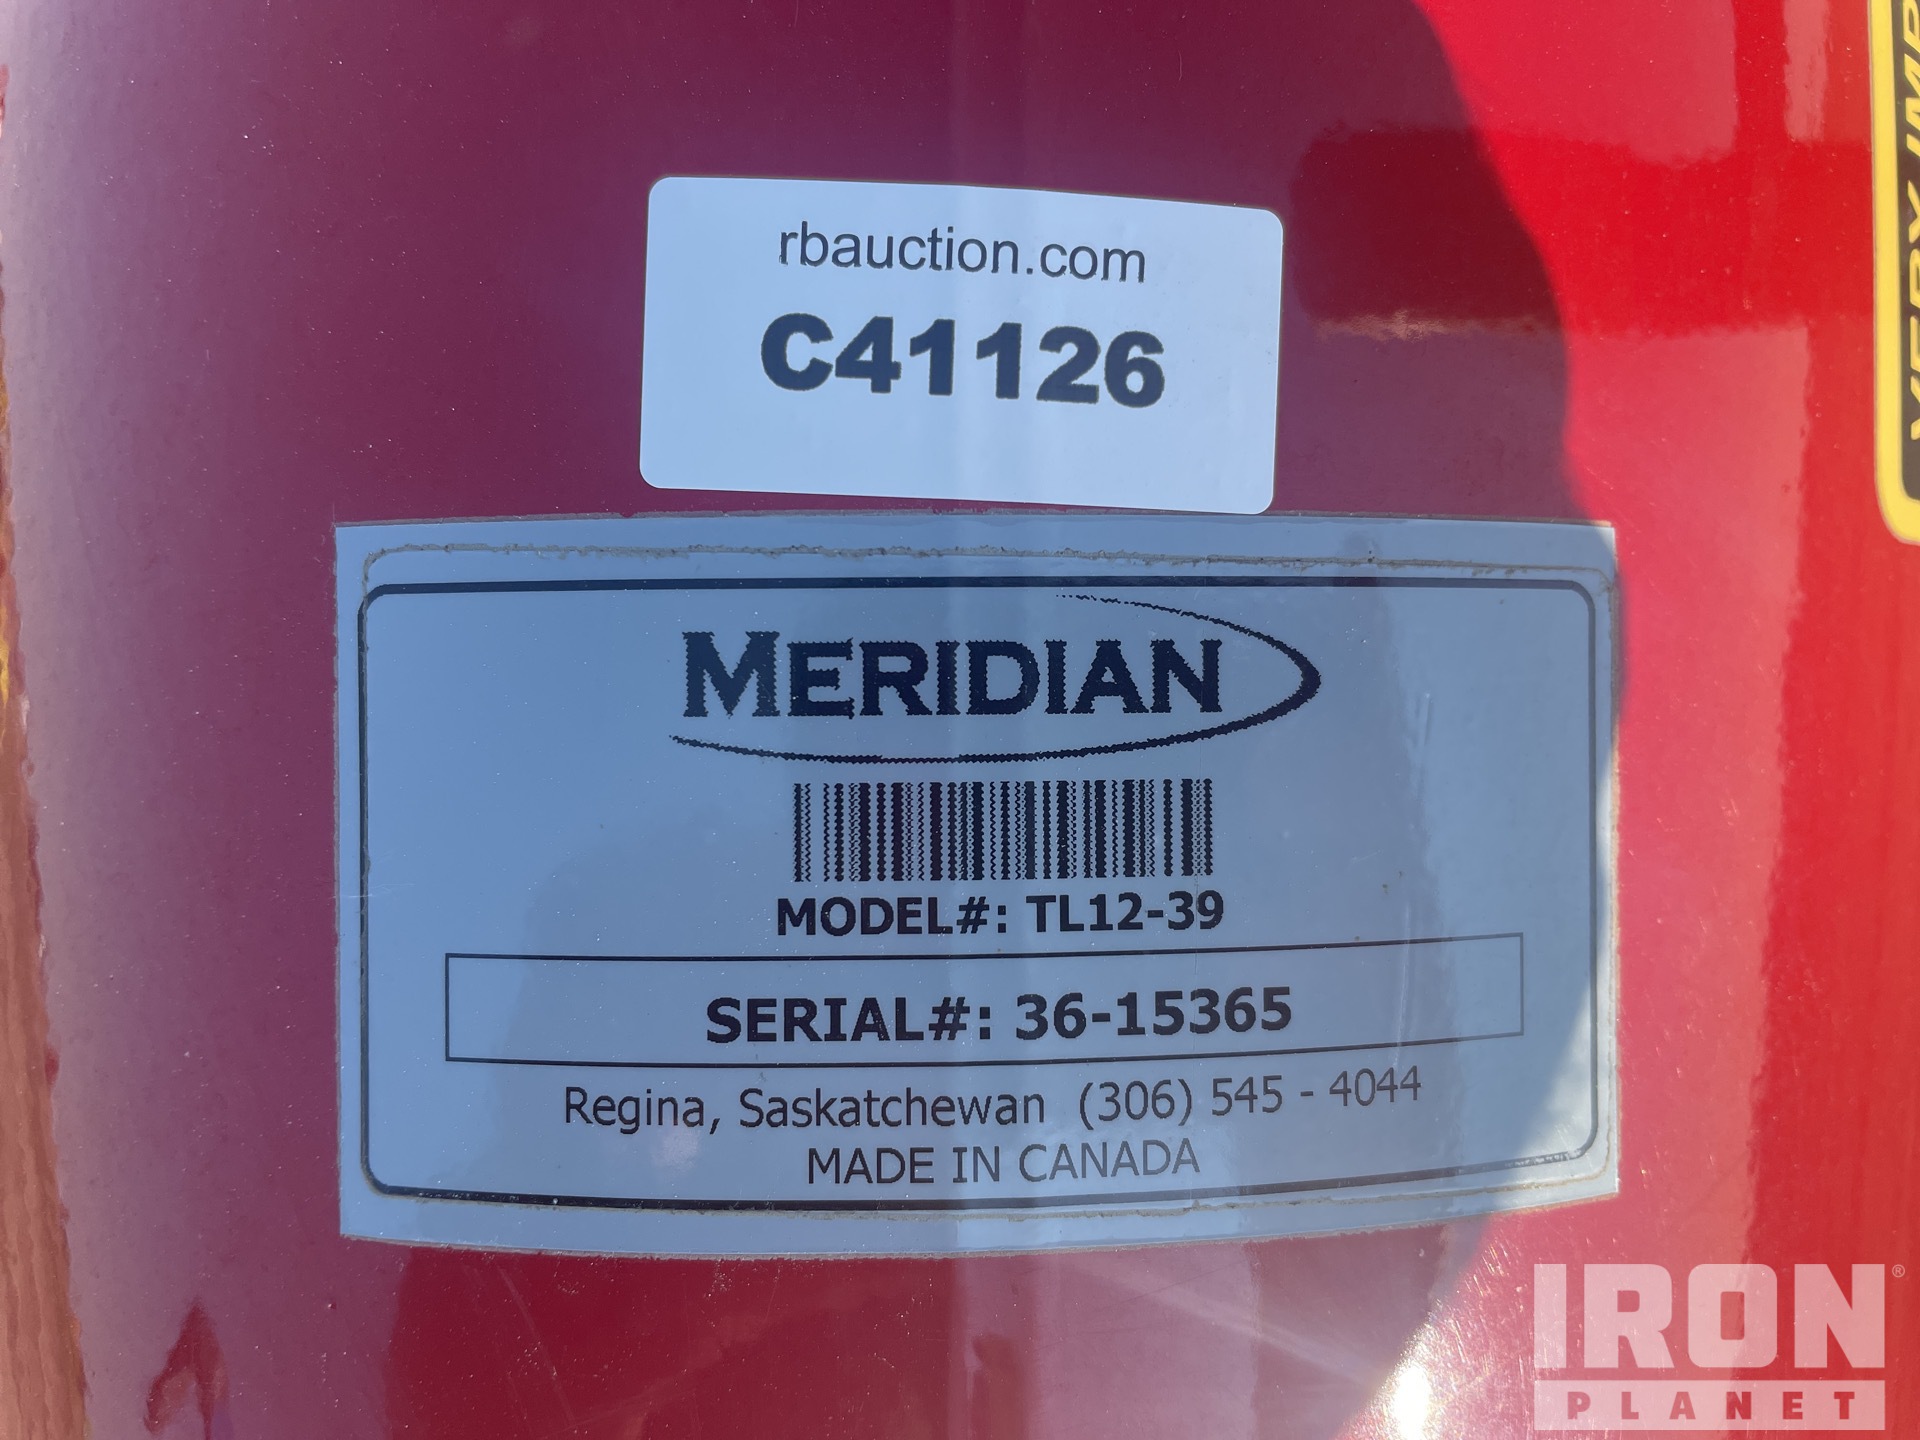 rbauction.com
C41126
MERIDIAN
MODEL#: TL12-39
SERIAL#: 36-15365
Regina, Saskatchewan (306) 545 - 4044
MADE IN CANADA
VERY
IRON®
PLANET